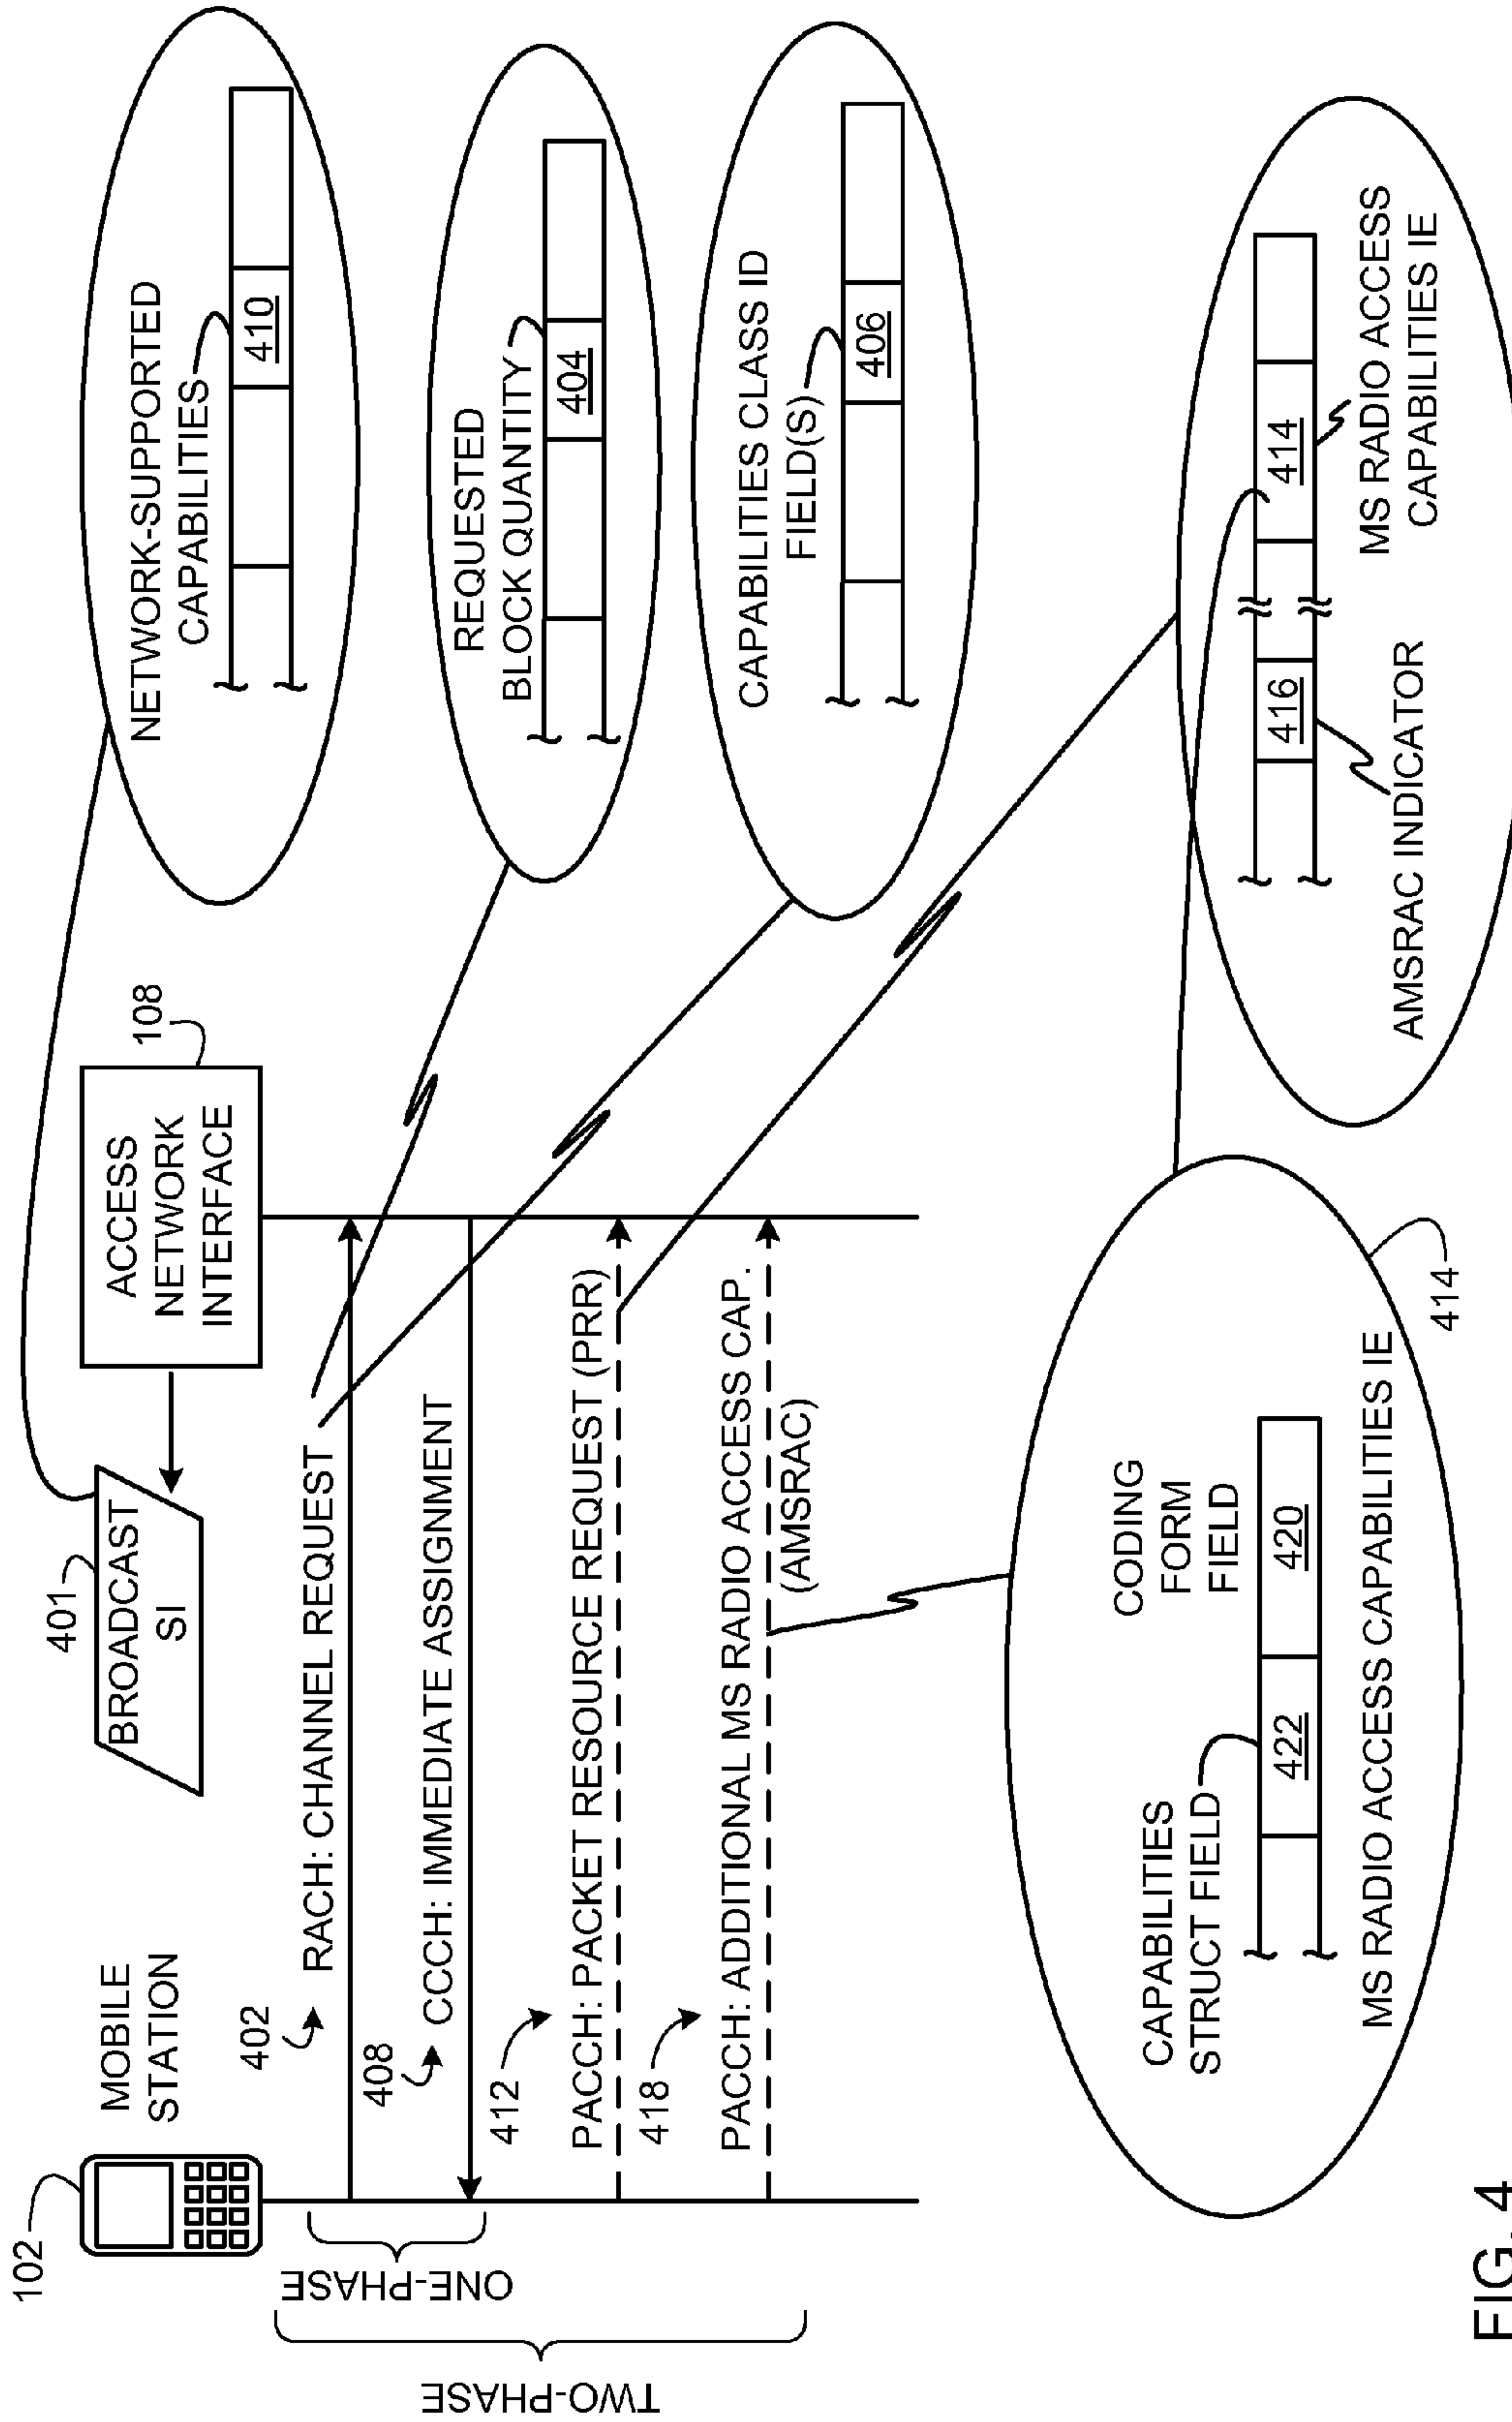 102
MOBILE
STATION
401
BROADCAST
SI
ACCESS
NETWORK
INTERFACE
108
NETWORK-SUPPORTED
CAPABILITIES
410
402
RACH: CHANNEL REQUEST
408
CCCH: IMMEDIATE ASSIGNMENT
412
PACCH: PACKET RESOURCE REQUEST (PRR)
418
PACCH: ADDITIONAL MS RADIO ACCESS CAP.
(AMSRAC)
ONE-PHASE
TWO-PHASE
REQUESTED
BLOCK QUANTITY
404
CAPABILITIES CLASS ID
FIELD(S)
406
416
414
AMSRAC INDICATOR
MS RADIO ACCESS
CAPABILITIES IE
CAPABILITIES
STRUCT FIELD
CODING
FORM
FIELD
422
420
MS RADIO ACCESS CAPABILITIES IE
414
FIG. 4